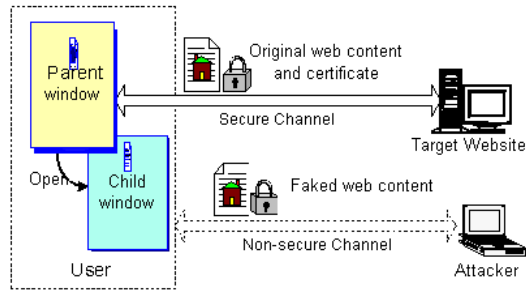 Parent
window
Original web content
and certificate
Secure Channel
Target Website
Open
Child
window
Faked web content
Non-secure Channel
User
Attacker